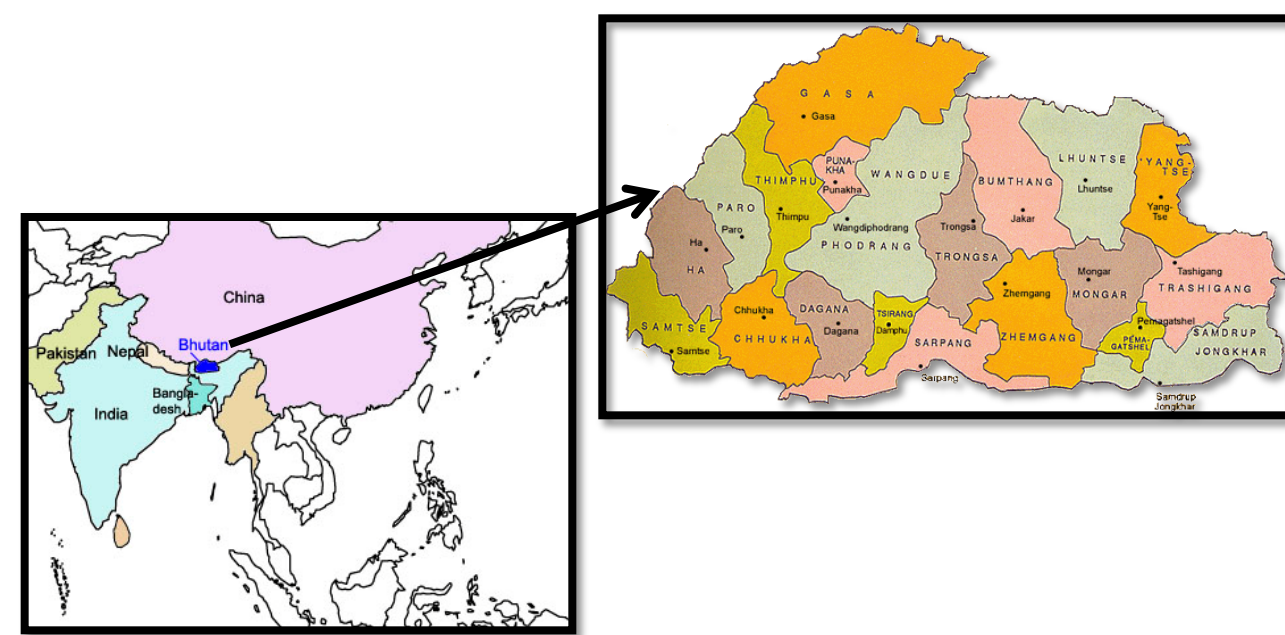 China
Pakistan
Nepal
Bhutan
India
Bangla-
desh
G A S A
Gasa
PUNA-
KHA
Punakha
THIMPHU
Thimpu
WANGDUE
Wangdiphodrang
PHODRANG
PARO
Paro
Ha
HA
BUMTHANG
Jakar
LHUNTSE
Lhuntse
YANG-
TSE
Yang-
Tse
Trongsa
TRONGSA
Mongar
MONGAR
Tashigang
TRASHIGANG
Zhemgang
ZHEMGANG
SAMTSE
Samtse
Chhukha
CHHUKHA
DAGANA
Dagana
TSIRANG
Damphu
SARPANG
Sarpang
Pemagatshel
PEMA-
GATSHEL
SAMDRUP
JONGKHAR
Samdrup
Jongkhar